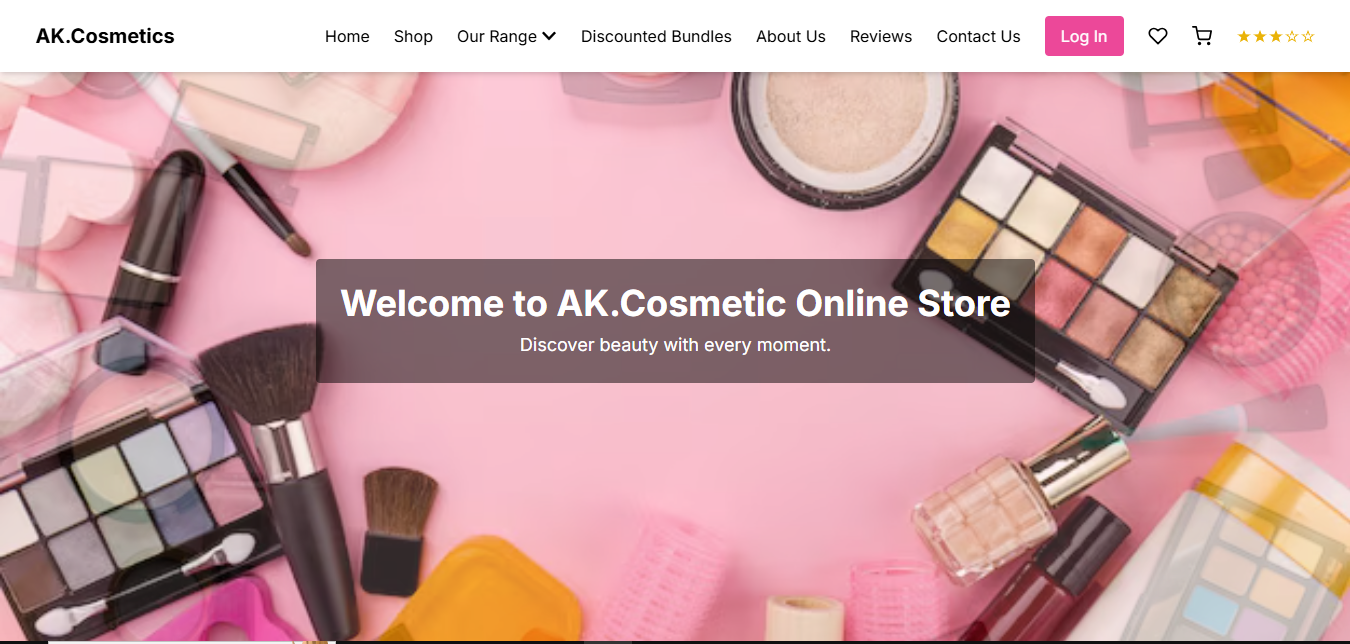 AK.Cosmetics
Home
Shop
Our Range
Discounted Bundles
About Us
Reviews
Contact Us
Log In
★★★☆☆
Welcome to AK.Cosmetic Online Store
Discover beauty with every moment.